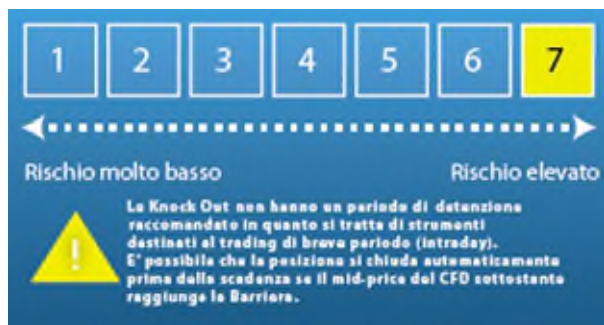 1 2 3 4 5 6 7
Rischio molto basso Rischio elevato
Le Knock Out non hanno un periodo di detenzione
raccomandato in quanto si tratta di strumenti
destinati al trading di breve periodo (intraday).
E' possibile che la posizione si chiuda automaticamente
prima della scadenza se il mid-price del CFD sottostante
raggiunge la Barriera.
!